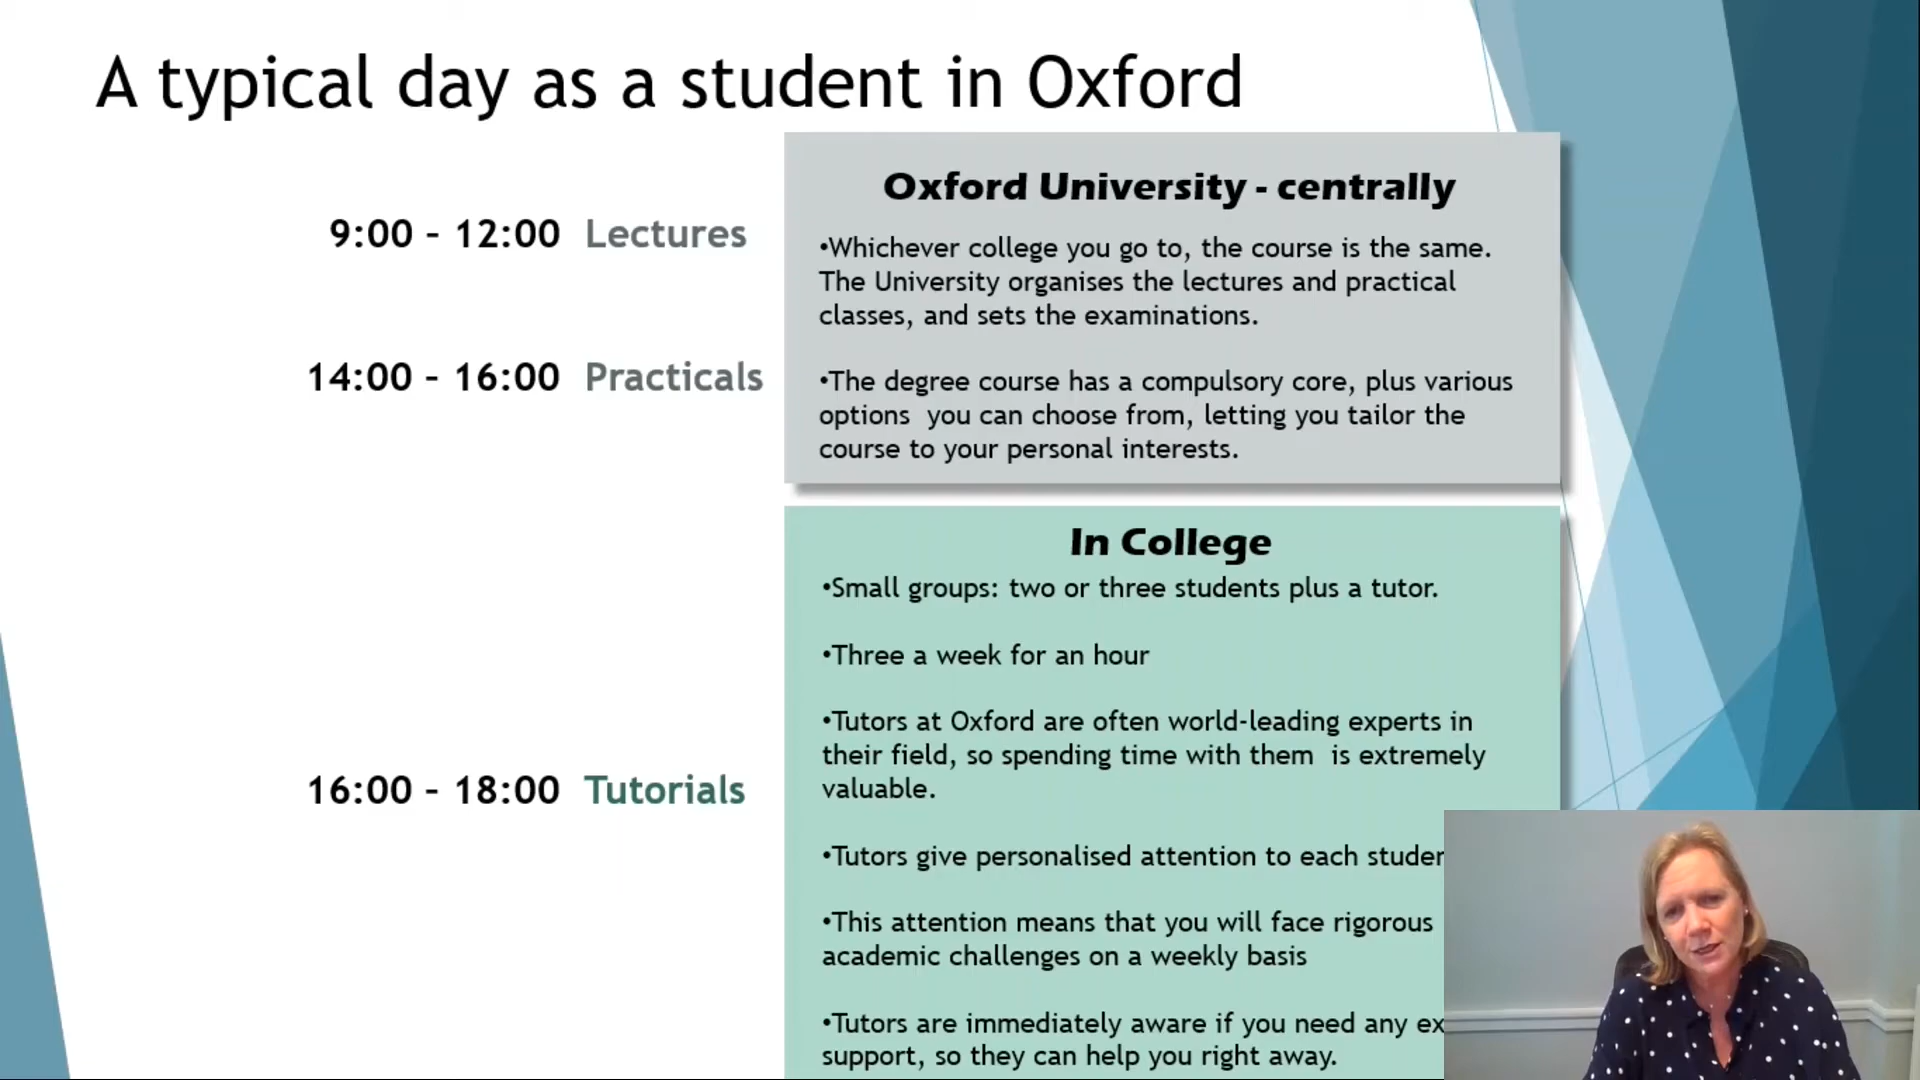 A typical day as a student in Oxford
9:00 – 12:00 Lectures
14:00 – 16:00 Practicals
Oxford University - centrally
•Whichever college you go to, the course is the same.
The University organises the lectures and practical
classes, and sets the examinations.
•The degree course has a compulsory core, plus various
options you can choose from, letting you tailor the
course to your personal interests.
16:00 – 18:00 Tutorials
In College
•Small groups: two or three students plus a tutor.
•Three a week for an hour
•Tutors at Oxford are often world-leading experts in
their field, so spending time with them is extremely
valuable.
•Tutors give personalised attention to each
•This attention means that you will face rigorous
academic challenges on a weekly basis
•Tutors are immediately aware if you need any
support, so they can help you right away.